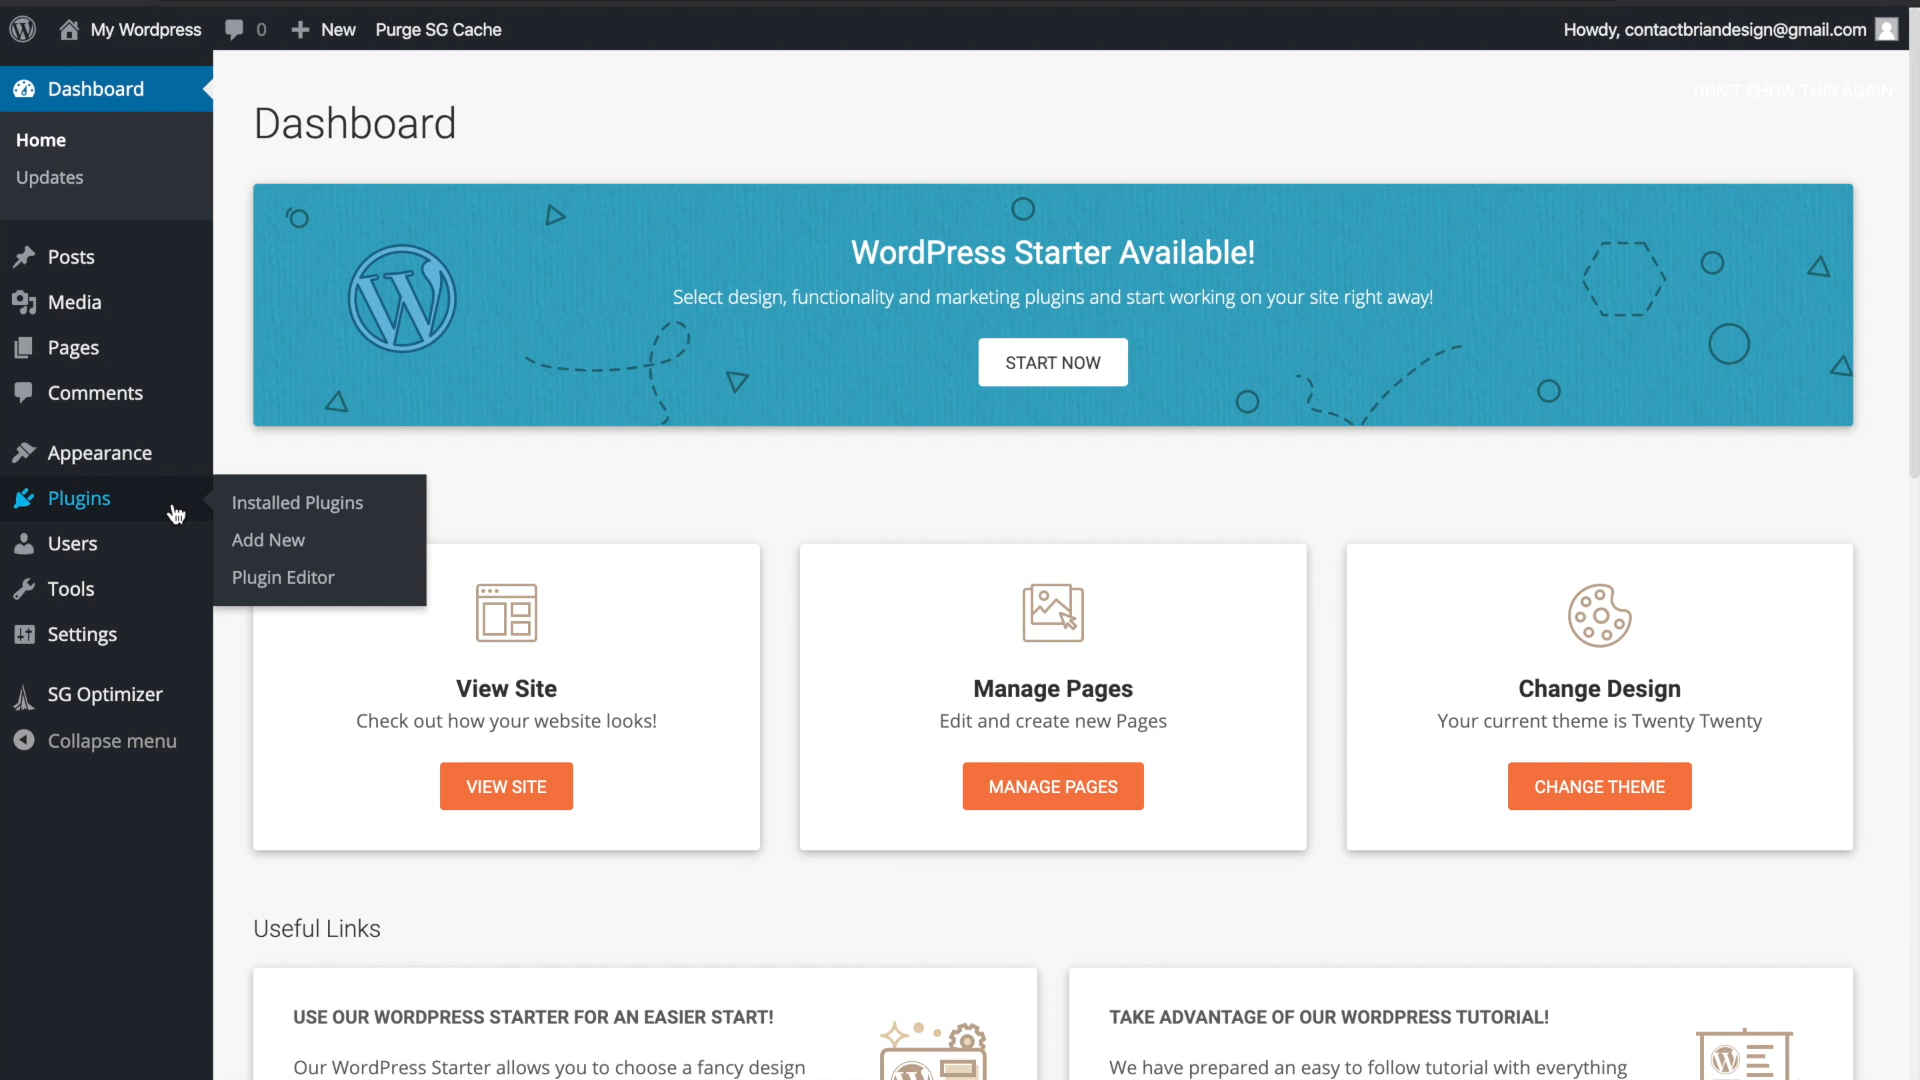 My Wordpress
0
New
Purge SG Cache
Howdy, contactbriandesign@gmail.com
Dashboard
Home
Updates
Posts
Media
Pages
Comments
Appearance
Plugins
Users
Tools
Settings
SG Optimizer
Collapse menu
Installed Plugins
Add New
Plugin Editor
DON'T SHOW THIS AGAIN
Dashboard
WordPress Starter Available!
Select design, functionality and marketing plugins and start working on your site right away!
START NOW
View Site
Check out how your website looks!
VIEW SITE
Manage Pages
Edit and create new Pages
MANAGE PAGES
Change Design
Your current theme is Twenty Twenty
CHANGE THEME
Useful Links
USE OUR WORDPRESS STARTER FOR AN EASIER START!
Our WordPress Starter allows you to choose a fancy design
TAKE ADVANTAGE OF OUR WORDPRESS TUTORIAL!
We have prepared an easy to follow tutorial with everything